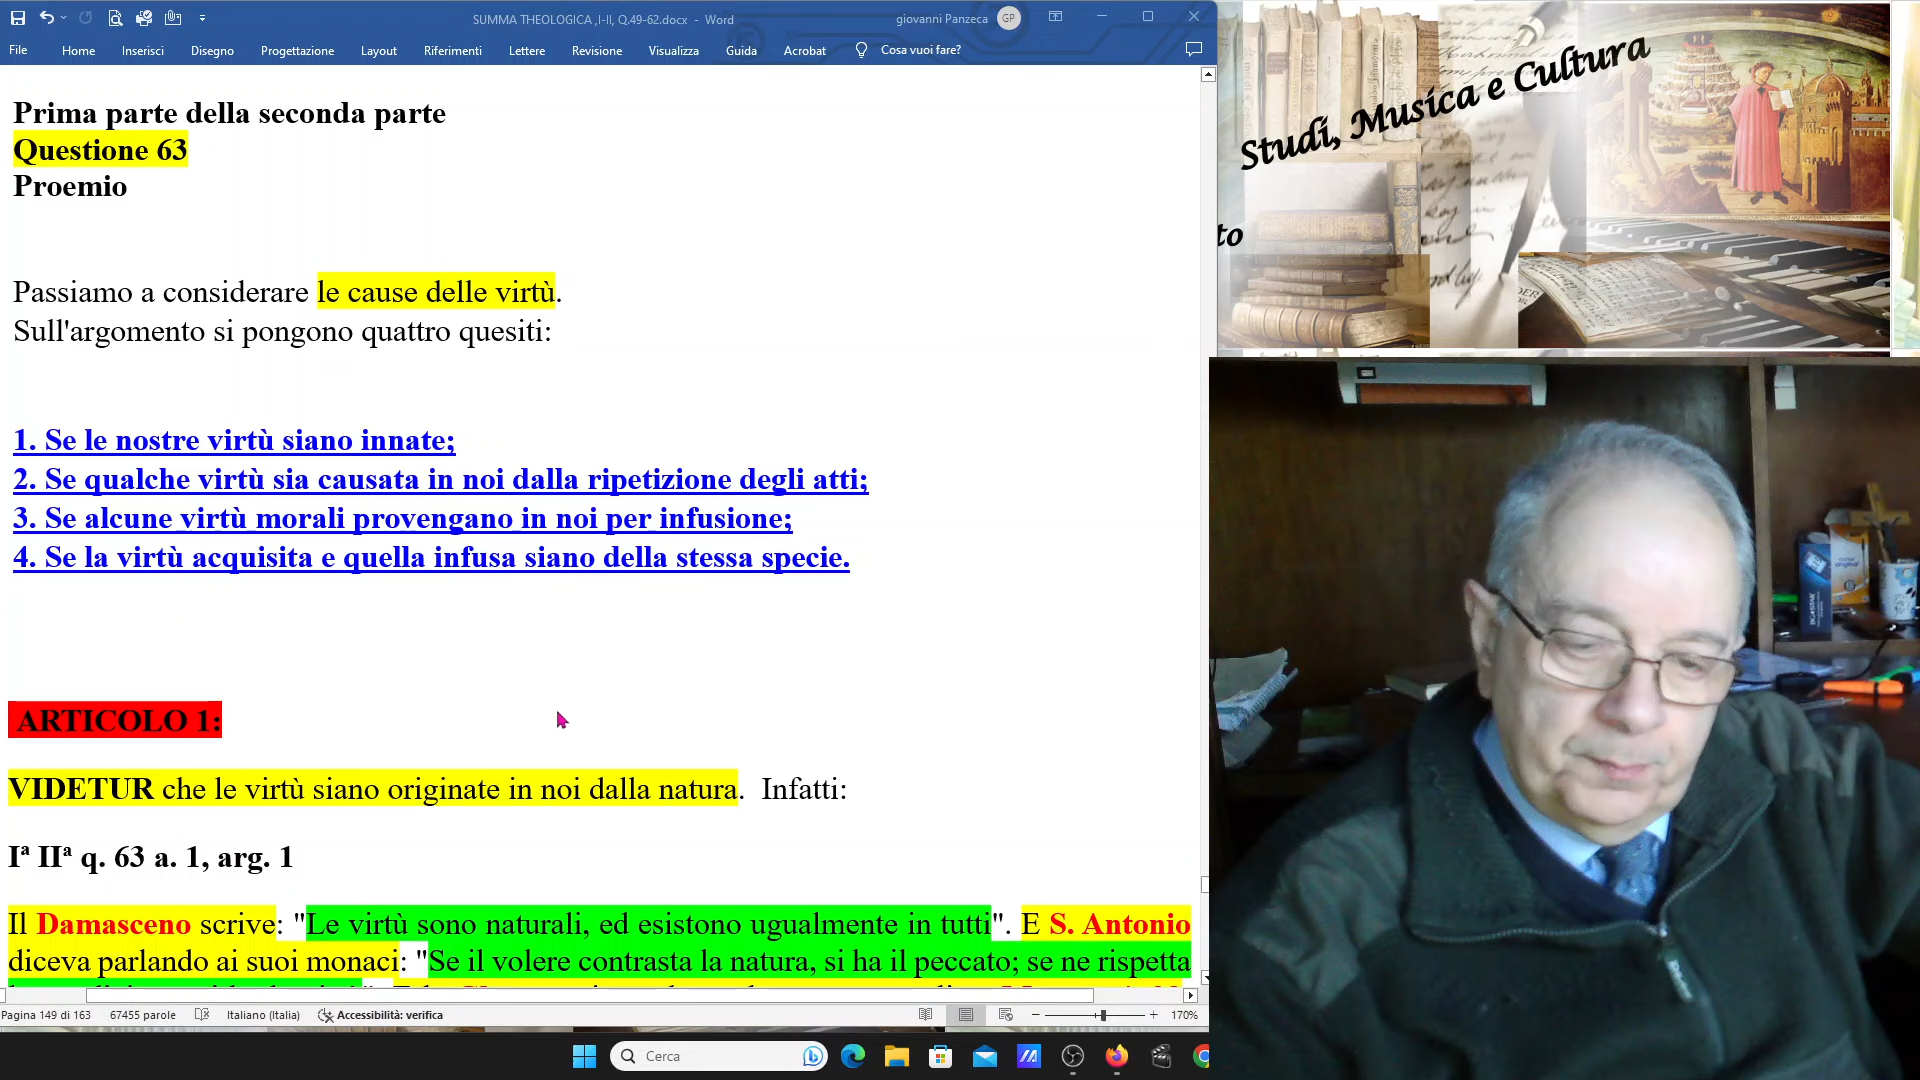 SUMMA THEOLOGICA ,I-II, Q.49-62.docx - Word
giovanni Panzeca
GP
File Home Inserisci Disegno Progettazione Layout Riferimenti Lettere Revisione Visualizza Guida Acrobat Cosa vuoi fare?
Prima parte della seconda parte
Questione 63
Proemio
Passiamo a considerare le cause delle virtù.
Sull'argomento si pongono quattro quesiti:
1. Se le nostre virtù siano innate;
2. Se qualche virtù sia causata in noi dalla ripetizione degli atti;
3. Se alcune virtù morali provengano in noi per infusione;
4. Se la virtù acquisita e quella infusa siano della stessa specie.
ARTICOLO 1:
VIDETUR che le virtù siano originate in noi dalla natura. Infatti:
Iª IIª q. 63 a. 1, arg. 1
Il Damasceno scrive: "Le virtù sono naturali, ed esistono ugualmente in tutti". E S. Antonio
diceva parlando ai suoi monaci: "Se il volere contrasta la natura, si ha il peccato; se ne rispetta
Pagina 149 di 163 67455 parole Italiano (Italia) Accessibilità: verifica 170%
Cerca
Studi, Musica e Cultura
to